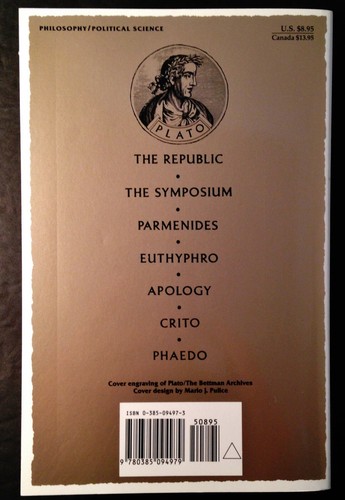 PHILOSOPHY/POLITICAL SCIENCE
U.S. $8.95
Canada $13.95
PLATO
THE REPUBLIC
•
THE SYMPOSIUM
•
PARMENIDES
•
EUTHYPHRO
•
APOLOGY
•
CRITO
•
PHAEDO
Cover engraving of Plato/The Bettman Archives
Cover design by Mario J. Pulice
ISBN 0-385-09497-3
50895
9 780385 094979